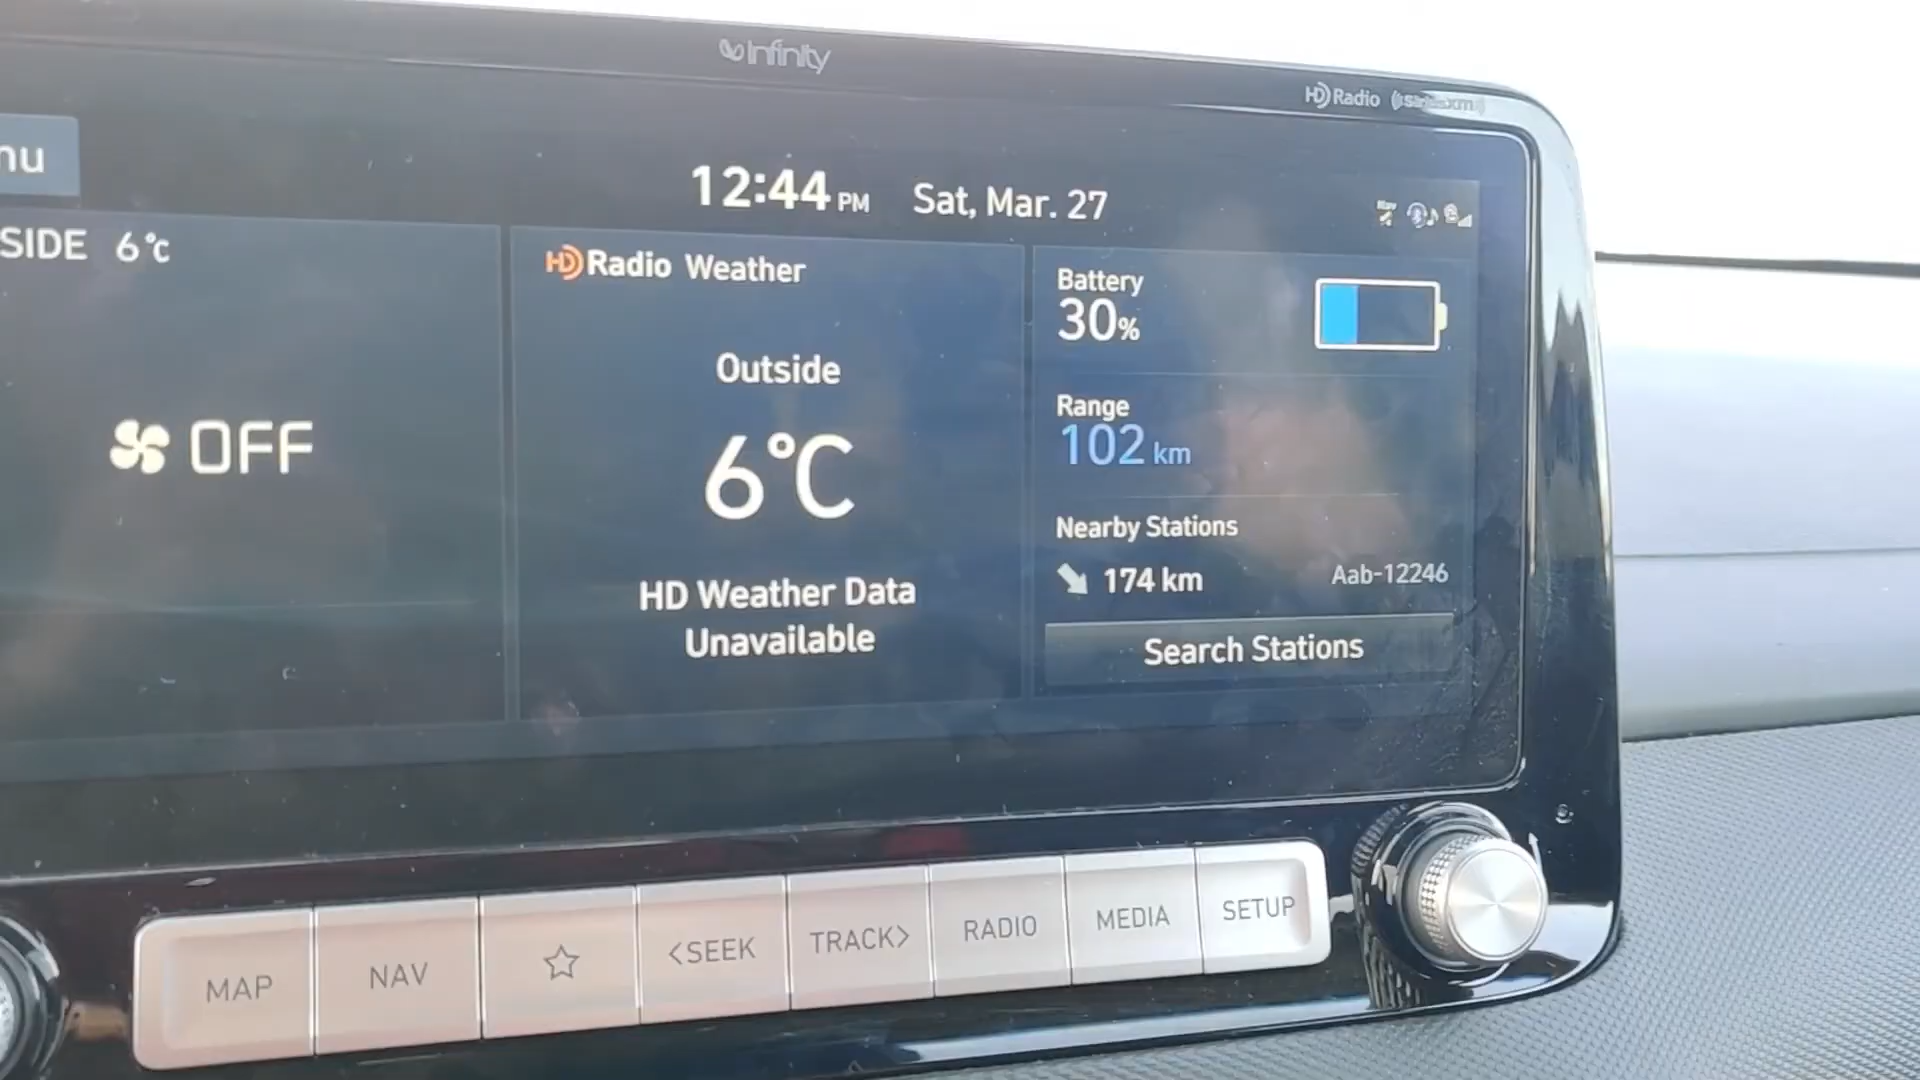 infinity
HD Radio (siriusxm)
nu
12:44 PM Sat, Mar. 27
SIDE 6°C
OFF
HD Radio Weather
Outside
6°C
HD Weather Data
Unavailable
Battery
30%
Range
102 km
Nearby Stations
174 km Aab-12246
Search Stations
MAP
NAV
<SEEK
TRACK>
RADIO
MEDIA
SETUP